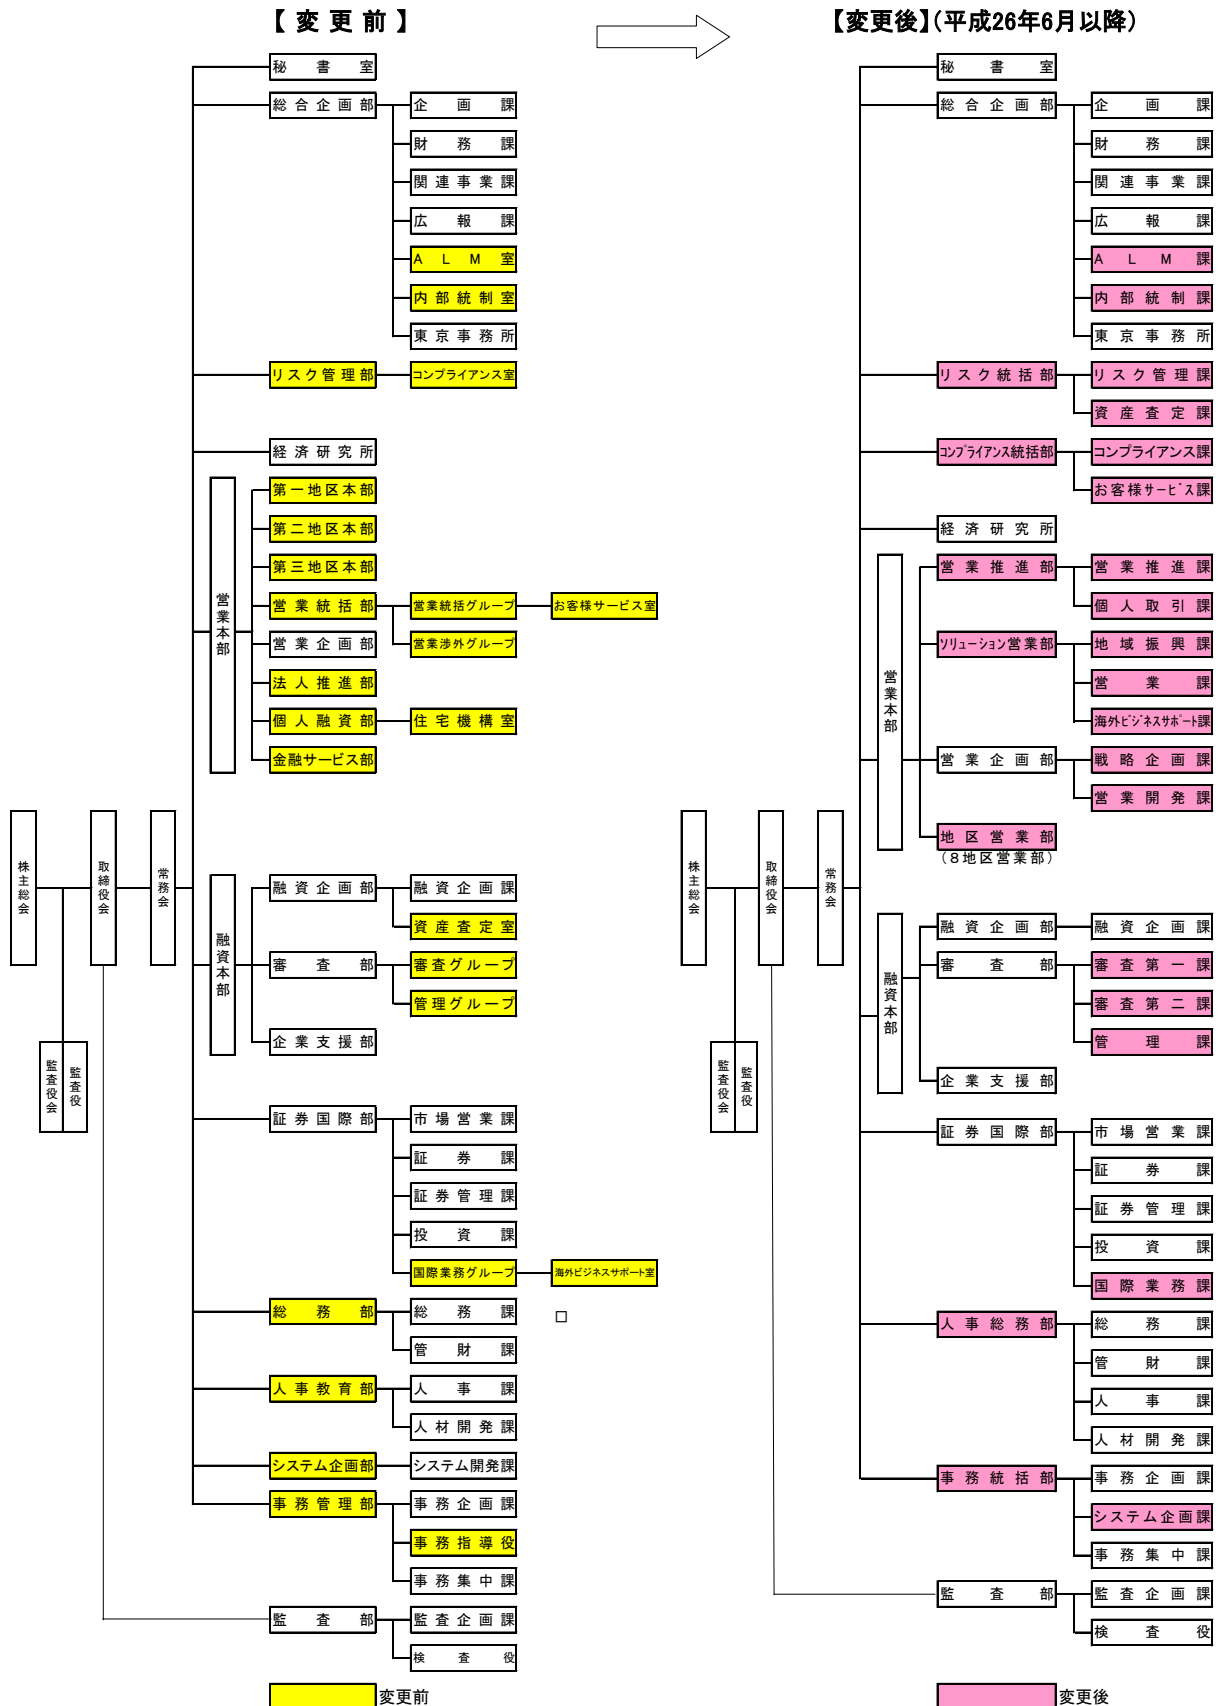 【 変 更 前 】
秘書室
総合企画部
企画課
財務課
関連事業課
広報課
ALM室
内部統制室
東京事務所
リスク管理部
コンプライアンス室
経済研究所
営業本部
第一地区本部
第二地区本部
第三地区本部
営業統括部
営業統括グループ
お客様サービス室
営業渉外グループ
営業企画部
法人推進部
個人融資部
住宅機構室
金融サービス部
株主総会
取締役会
常務会
監査役会
監査役
融資本部
融資企画部
融資企画課
資産査定室
審査部
審査グループ
管理グループ
企業支援部
証券国際部
市場営業課
証券課
証券管理課
投資課
国際業務グループ
海外ビジネスサポート室
総務部
総務課
管財課
人事教育部
人事課
人材開発課
システム企画部
システム開発課
事務管理部
事務企画課
事務指導役
事務集中課
監査部
監査企画課
検査役
変更前
【変更後】(平成26年6月以降)
秘書室
総合企画部
企画課
財務課
関連事業課
広報課
ALM課
内部統制課
東京事務所
リスク統括部
リスク管理課
資産査定課
コンプライアンス統括部
コンプライアンス課
お客様サービス課
経済研究所
営業本部
営業推進部
営業推進課
個人取引課
ソリューション営業部
地域振興課
営業課
海外ビジネスサポート課
営業企画部
戦略企画課
営業開発課
地区営業部
(8地区営業部)
株主総会
取締役会
常務会
監査役会
監査役
融資本部
融資企画部
融資企画課
審査部
審査第一課
審査第二課
管理課
企業支援部
証券国際部
市場営業課
証券課
証券管理課
投資課
国際業務課
人事総務部
総務課
管財課
人事課
人材開発課
事務統括部
事務企画課
システム企画課
事務集中課
監査部
監査企画課
検査役
変更後